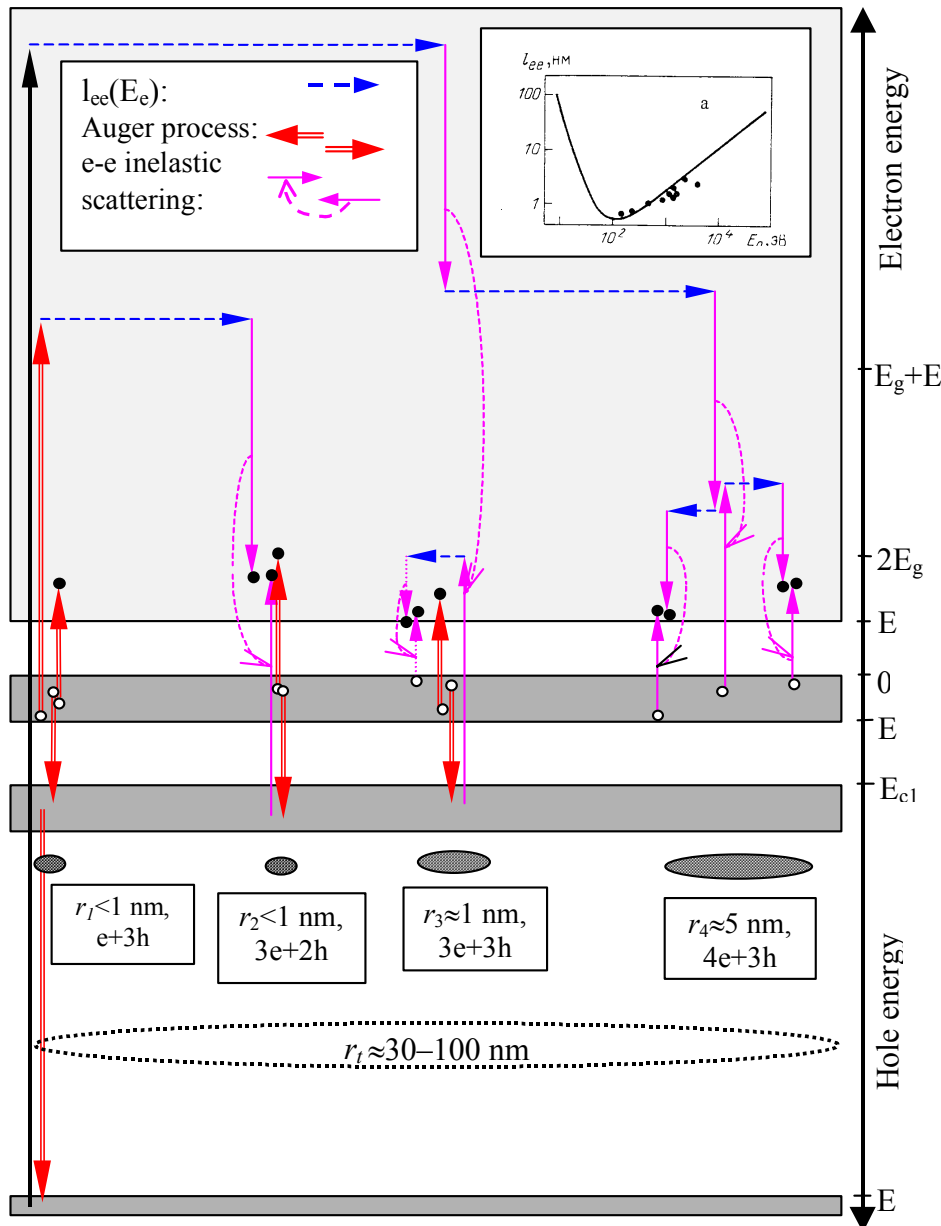 l_ee(E_e):
Auger process:
e-e inelastic
scattering:
l_ee, нм
100
10
1
a
10^2
10^4
E_0, эВ
Electron energy
E_g+E
2E_g
E
0
E
E_c1
r_1<1 nm,
e+3h
r_2<1 nm,
3e+2h
r_3≈1 nm,
3e+3h
r_4≈5 nm,
4e+3h
r_t≈30–100 nm
Hole energy
E